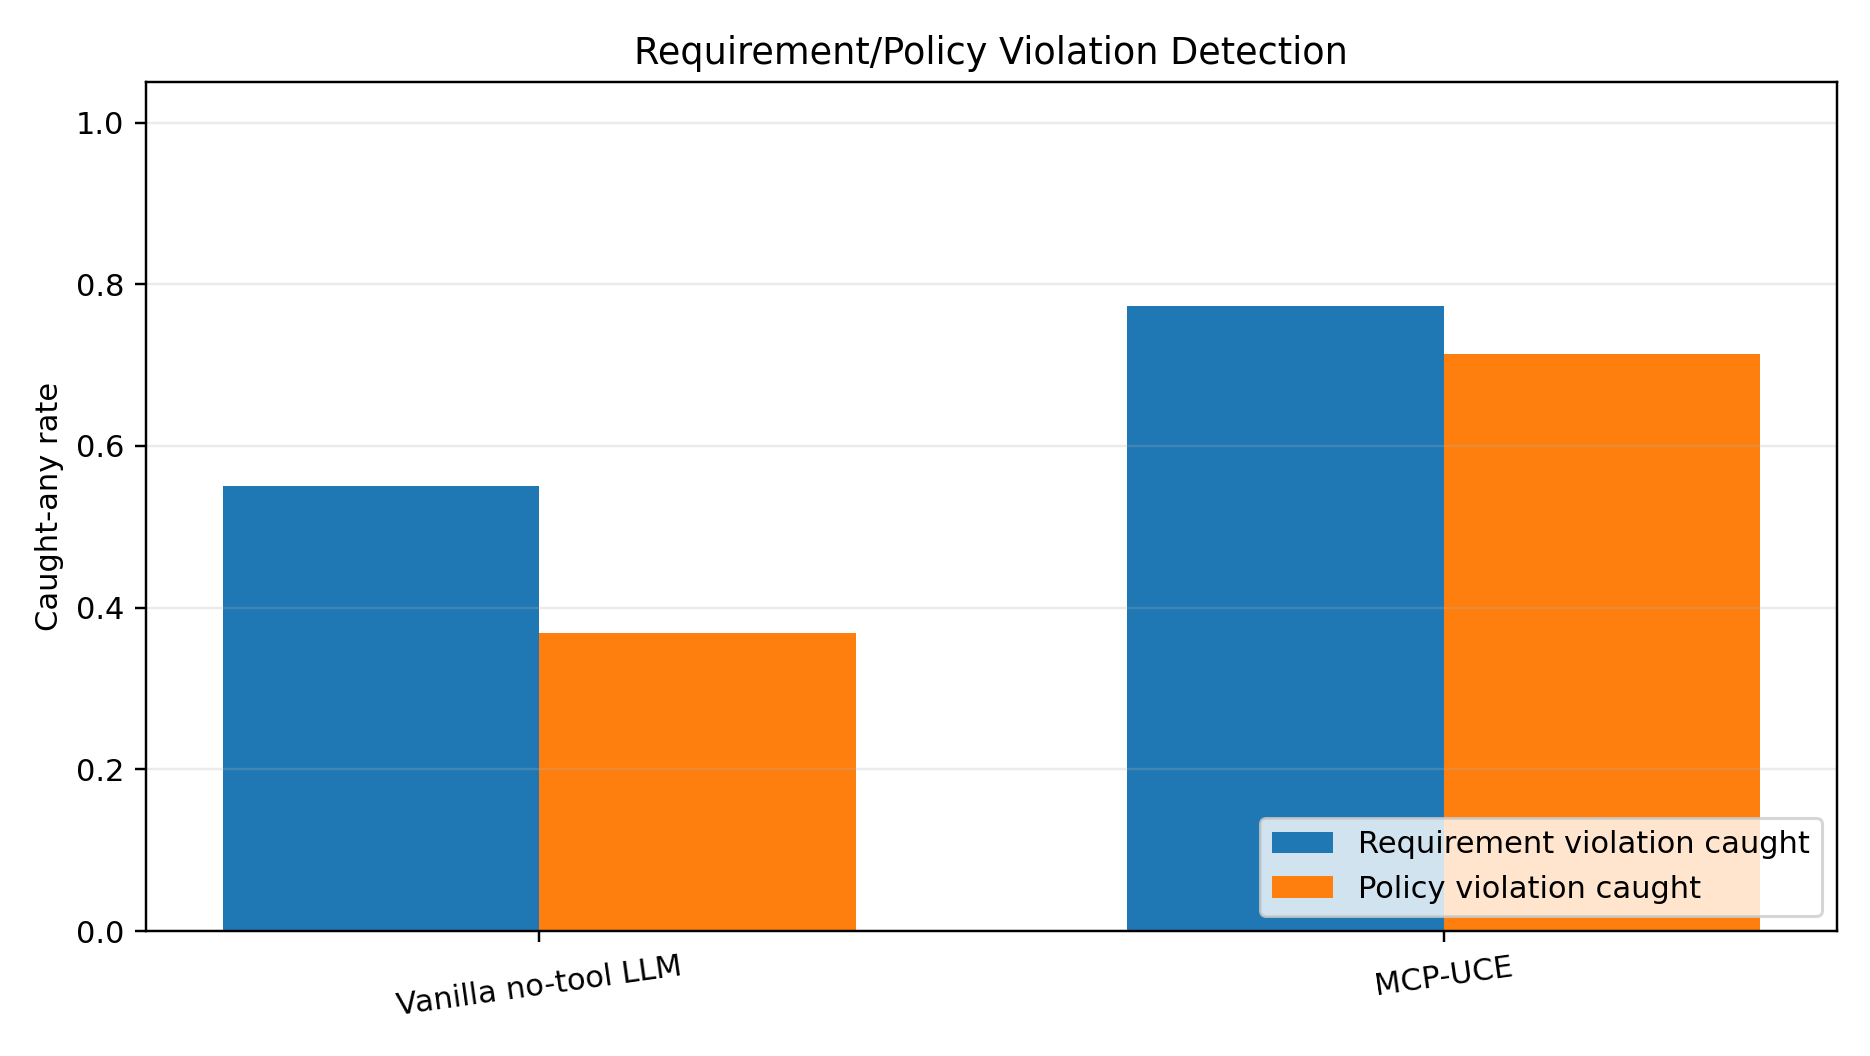 Requirement/Policy Violation Detection
Caught-any rate
1.0
0.8
0.6
0.4
0.2
0.0
Vanilla no-tool LLM
MCP-UCE
Requirement violation caught
Policy violation caught